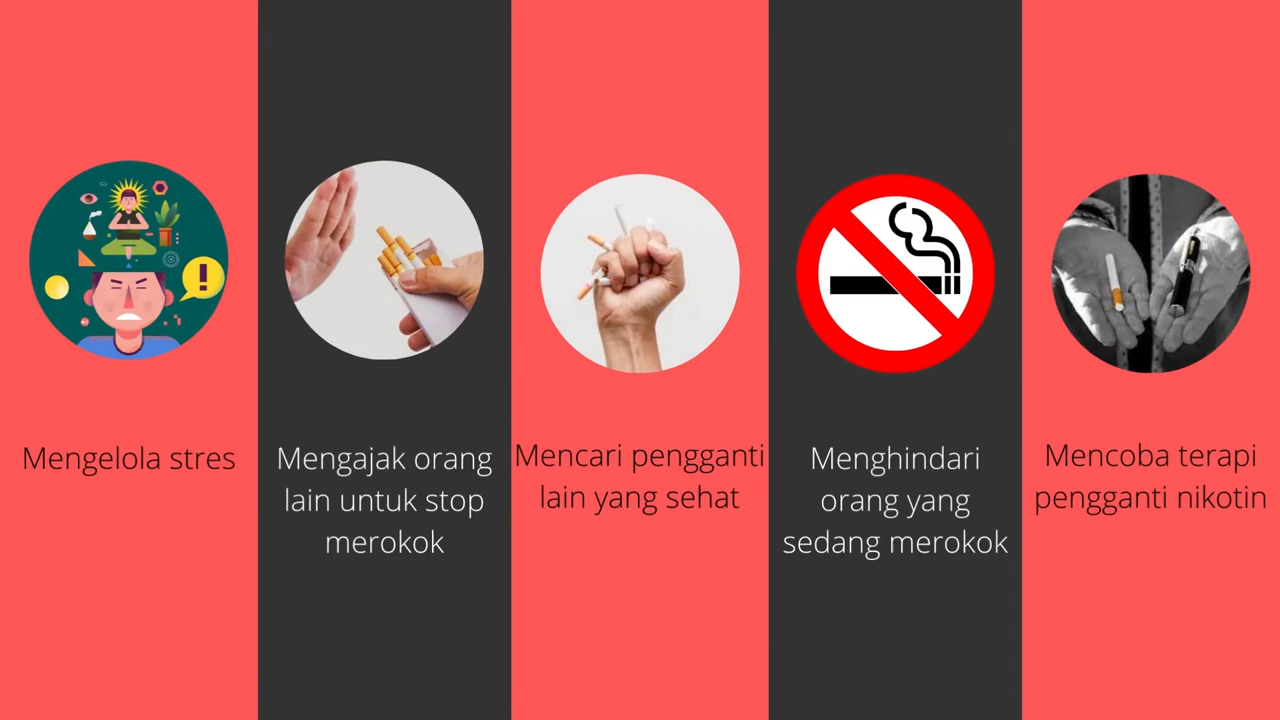 Mengelola stres
Mengajak orang
lain untuk stop
merokok
Mencari pengganti
lain yang sehat
Menghindari
orang yang
sedang merokok
Mencoba terapi
pengganti nikotin